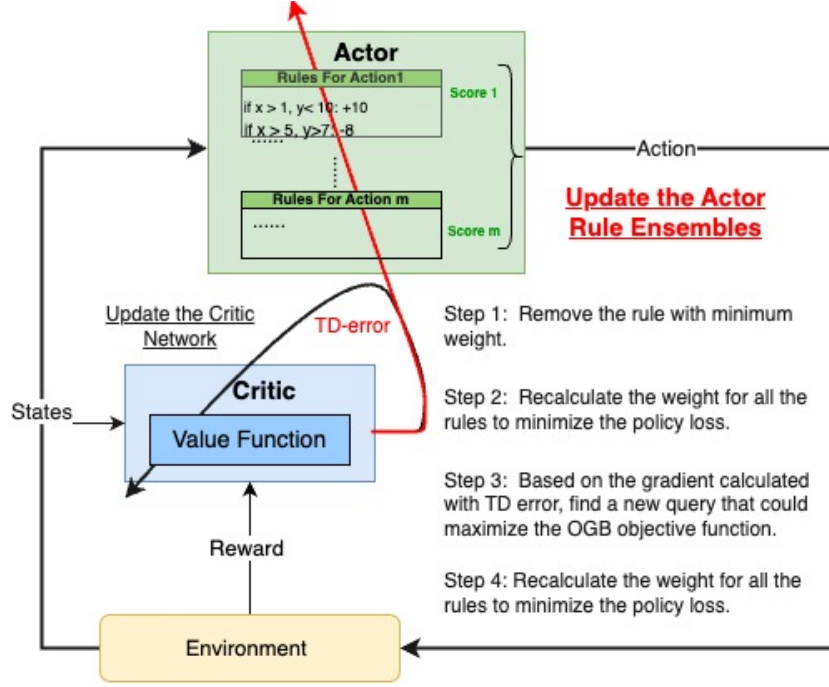 Actor
Rules For Action1
if x > 1, y< 10: +10
if x > 5, y>7: -8
......
......
Score 1
Rules For Action m
......
Score m
Action
Update the Actor
Rule Ensembles
Update the Critic
Network
TD-error
Critic
Value Function
States
Reward
Environment
Step 1: Remove the rule with minimum
weight.
Step 2: Recalculate the weight for all the
rules to minimize the policy loss.
Step 3: Based on the gradient calculated
with TD error, find a new query that could
maximize the OGB objective function.
Step 4: Recalculate the weight for all the
rules to minimize the policy loss.